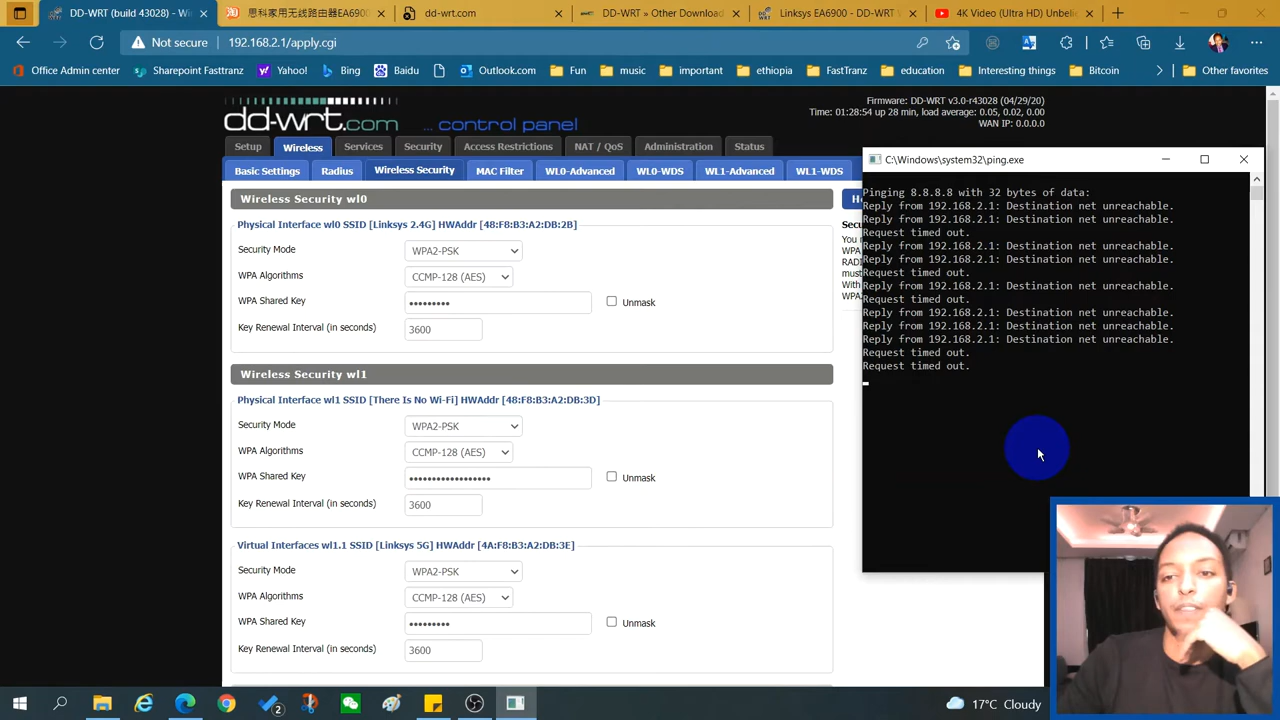 DD-WRT (build 43028) - Wi
思科家用无线路由器EA6900
dd-wrt.com
DD-WRT » Other Download
Linksys EA6900 - DD-WRT
4K Video (Ultra HD) Unbeli
Not secure
192.168.2.1/apply.cgi
Office Admin center
Sharepoint Fasttranz
Yahoo!
Bing
Baidu
Outlook.com
Fun
music
important
ethiopia
FastTranz
education
Interesting things
Bitcoin
Other favorites
dd-wrt.com ... control panel
Firmware: DD-WRT v3.0-r43028 (04/29/20)
Time: 01:28:54 up 28 min, load average: 0.05, 0.02, 0.00
WAN IP: 0.0.0.0
Setup
Wireless
Services
Security
Access Restrictions
NAT / QoS
Administration
Status
Basic Settings
Radius
Wireless Security
MAC Filter
WL0-Advanced
WL0-WDS
WL1-Advanced
WL1-WDS
Wireless Security wl0
Physical Interface wl0 SSID [Linksys 2.4G] HWAddr [48:F8:B3:A2:DB:2B]
Security Mode
WPA2-PSK
WPA Algorithms
CCMP-128 (AES)
WPA Shared Key
•••••••••
Unmask
Key Renewal Interval (in seconds)
3600
Wireless Security wl1
Physical Interface wl1 SSID [There Is No Wi-Fi] HWAddr [48:F8:B3:A2:DB:3D]
Security Mode
WPA2-PSK
WPA Algorithms
CCMP-128 (AES)
WPA Shared Key
••••••••••••••••••
Unmask
Key Renewal Interval (in seconds)
3600
Virtual Interfaces wl1.1 SSID [Linksys 5G] HWAddr [4A:F8:B3:A2:DB:3E]
Security Mode
WPA2-PSK
WPA Algorithms
CCMP-128 (AES)
WPA Shared Key
•••••••••
Unmask
Key Renewal Interval (in seconds)
3600
C:\Windows\system32\ping.exe
Pinging 8.8.8.8 with 32 bytes of data:
Reply from 192.168.2.1: Destination net unreachable.
Reply from 192.168.2.1: Destination net unreachable.
Request timed out.
Reply from 192.168.2.1: Destination net unreachable.
Reply from 192.168.2.1: Destination net unreachable.
Request timed out.
Reply from 192.168.2.1: Destination net unreachable.
Request timed out.
Reply from 192.168.2.1: Destination net unreachable.
Reply from 192.168.2.1: Destination net unreachable.
Reply from 192.168.2.1: Destination net unreachable.
Request timed out.
Request timed out.
2
17°C Cloudy